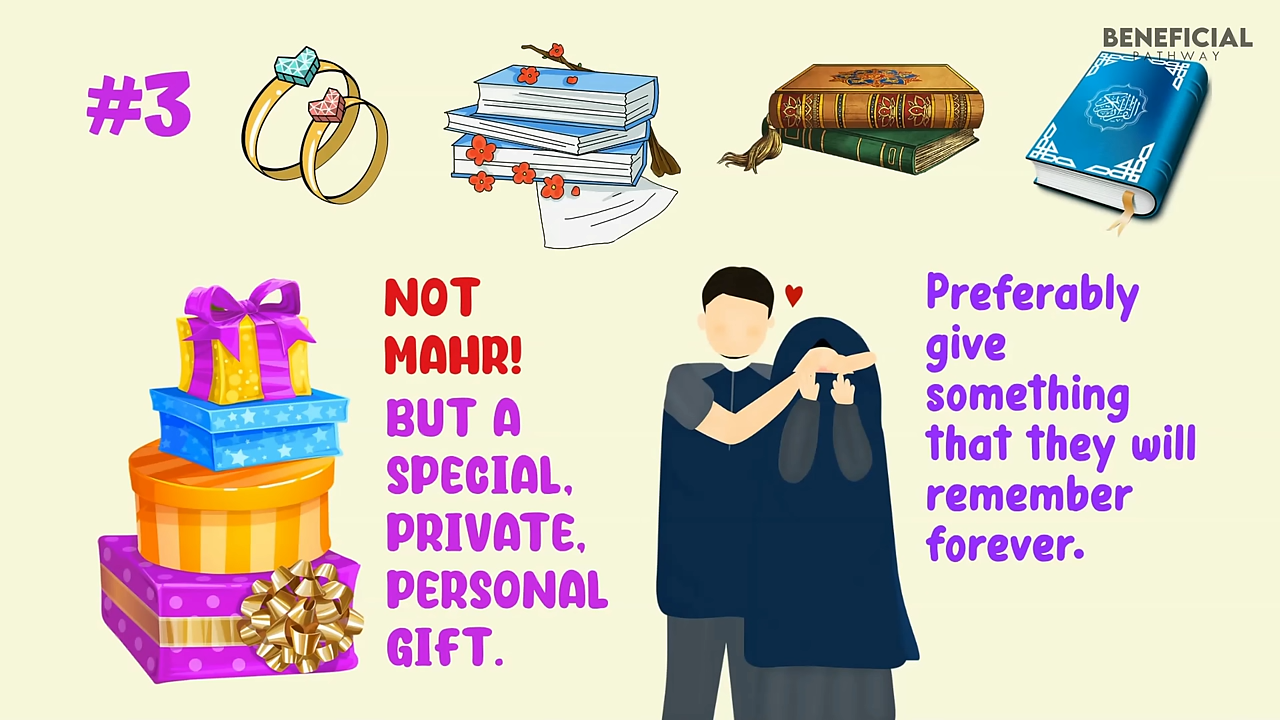 BENEFICIAL
PATHWAY
#3
NOT
MAHR!
BUT A
SPECIAL,
PRIVATE,
PERSONAL
GIFT.
Preferably
give
something
that they will
remember
forever.